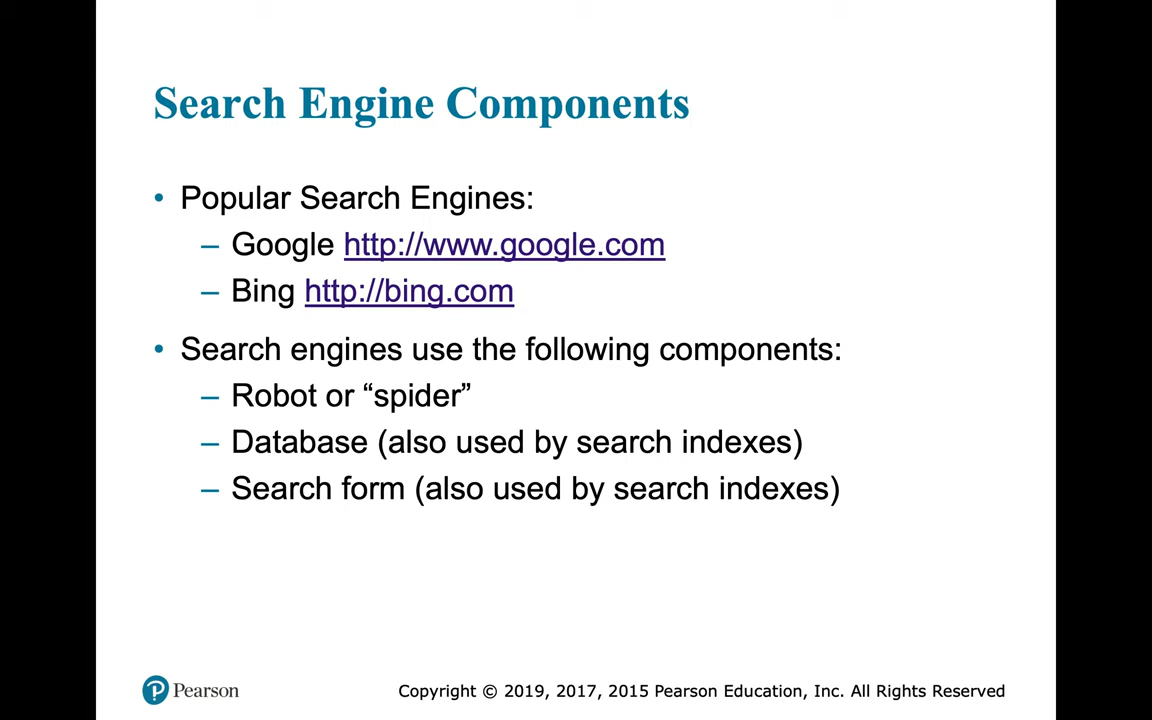 Search Engine Components
• Popular Search Engines:
– Google http://www.google.com
– Bing http://bing.com
• Search engines use the following components:
– Robot or “spider”
– Database (also used by search indexes)
– Search form (also used by search indexes)
P Pearson
Copyright © 2019, 2017, 2015 Pearson Education, Inc. All Rights Reserved